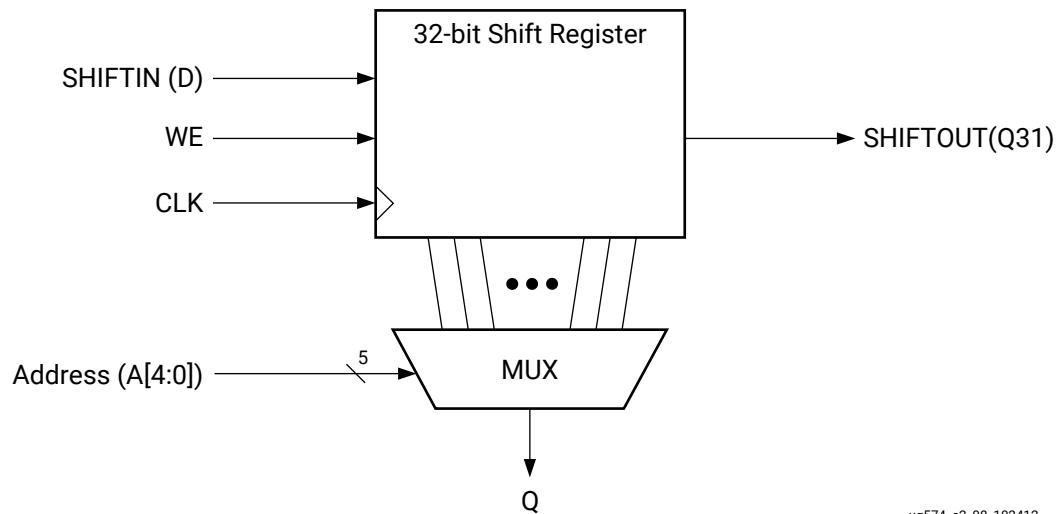 32-bit Shift Register
SHIFTIN (D)
WE
SHIFTOUT(Q31)
CLK
5
Address (A[4:0])
MUX
Q